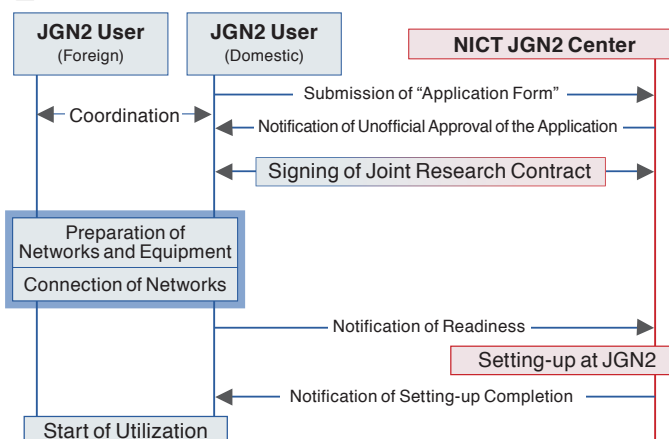 JGN2 User
(Foreign)
JGN2 User
(Domestic)
NICT JGN2 Center
Submission of “Application Form”
Coordination
Notification of Unofficial Approval of the Application
Signing of Joint Research Contract
Preparation of
Networks and Equipment
Connection of Networks
Notification of Readiness
Setting-up at JGN2
Notification of Setting-up Completion
Start of Utilization